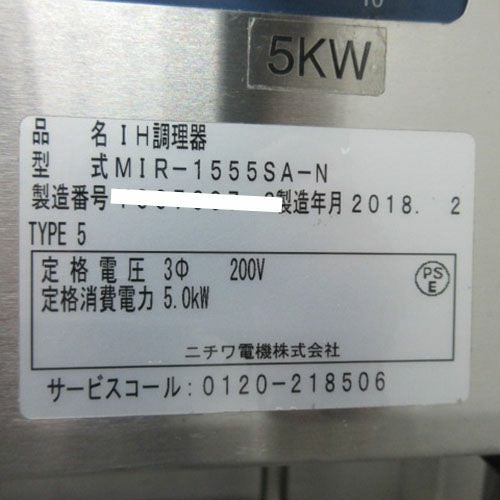 10
5KW
品 名 IH調理器
型 式 MIR-1555SA-N
製造番号 製造年月 2018. 2
TYPE 5
定格電圧 3Φ 200V
定格消費電力 5.0kW
PS
E
ニチワ電機株式会社
サービスコール:0120-218506